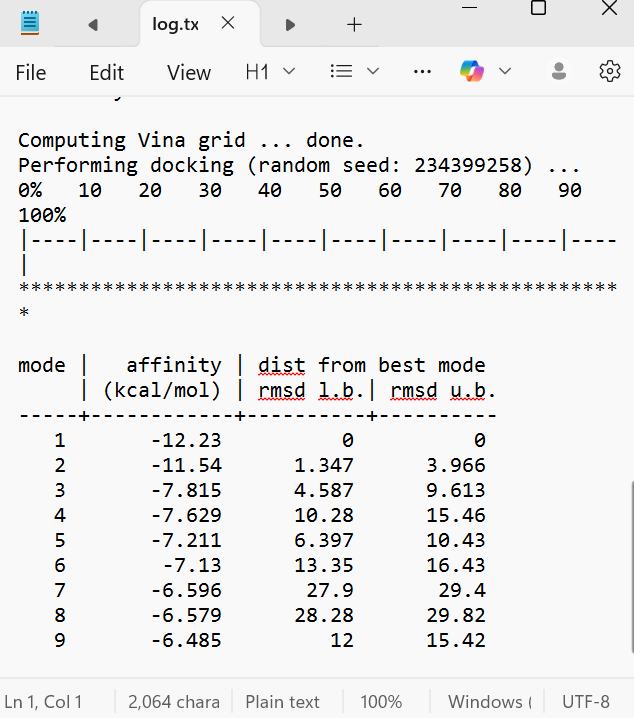 log.tx
File Edit View H1
Computing Vina grid ... done.
Performing docking (random seed: 234399258) ...
0%   10   20   30   40   50   60   70   80   90
100%
|----|----|----|----|----|----|----|----|----|----
|
**************************************************
*
mode |   affinity | dist from best mode
     | (kcal/mol) | rmsd l.b.| rmsd u.b.
-----+------------+----------+----------
   1       -12.23          0          0
   2       -11.54      1.347      3.966
   3       -7.815      4.587      9.613
   4       -7.629      10.28      15.46
   5       -7.211      6.397      10.43
   6        -7.13      13.35      16.43
   7       -6.596       27.9       29.4
   8       -6.579      28.28      29.82
   9       -6.485         12      15.42
Ln 1, Col 1 2,064 chara Plain text 100% Windows ( UTF-8